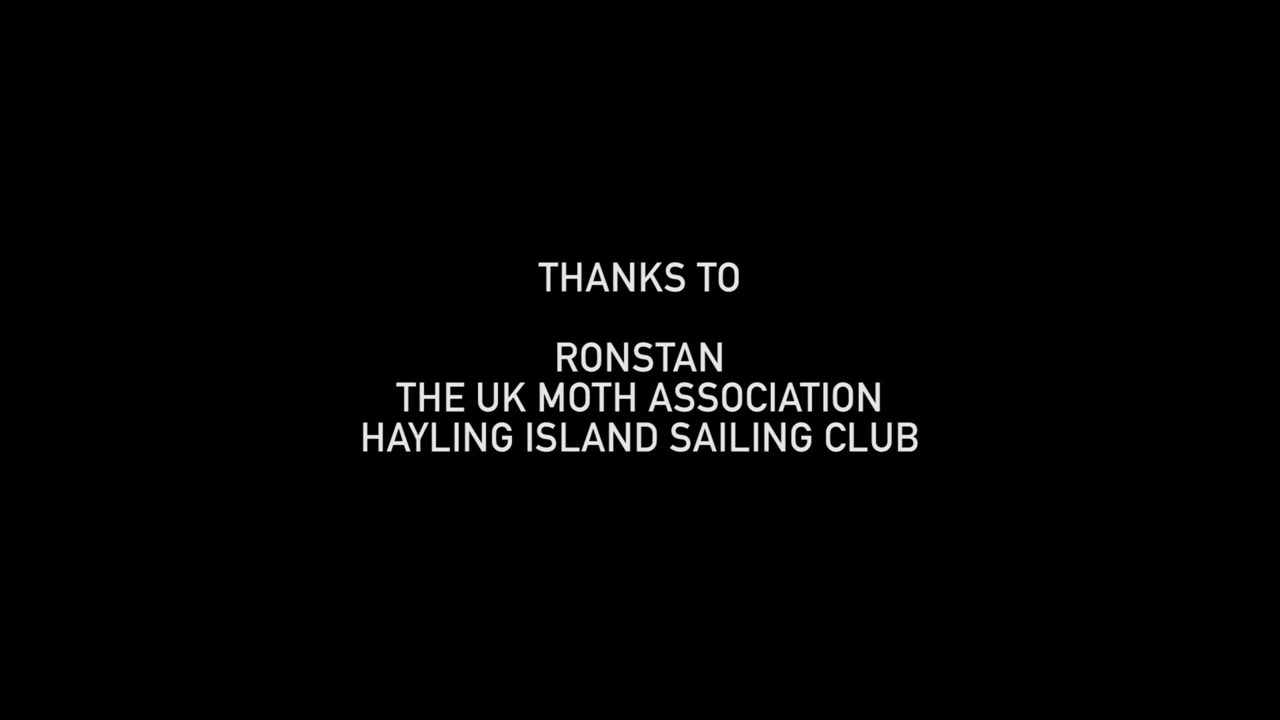 THANKS TO
RONSTAN
THE UK MOTH ASSOCIATION
HAYLING ISLAND SAILING CLUB